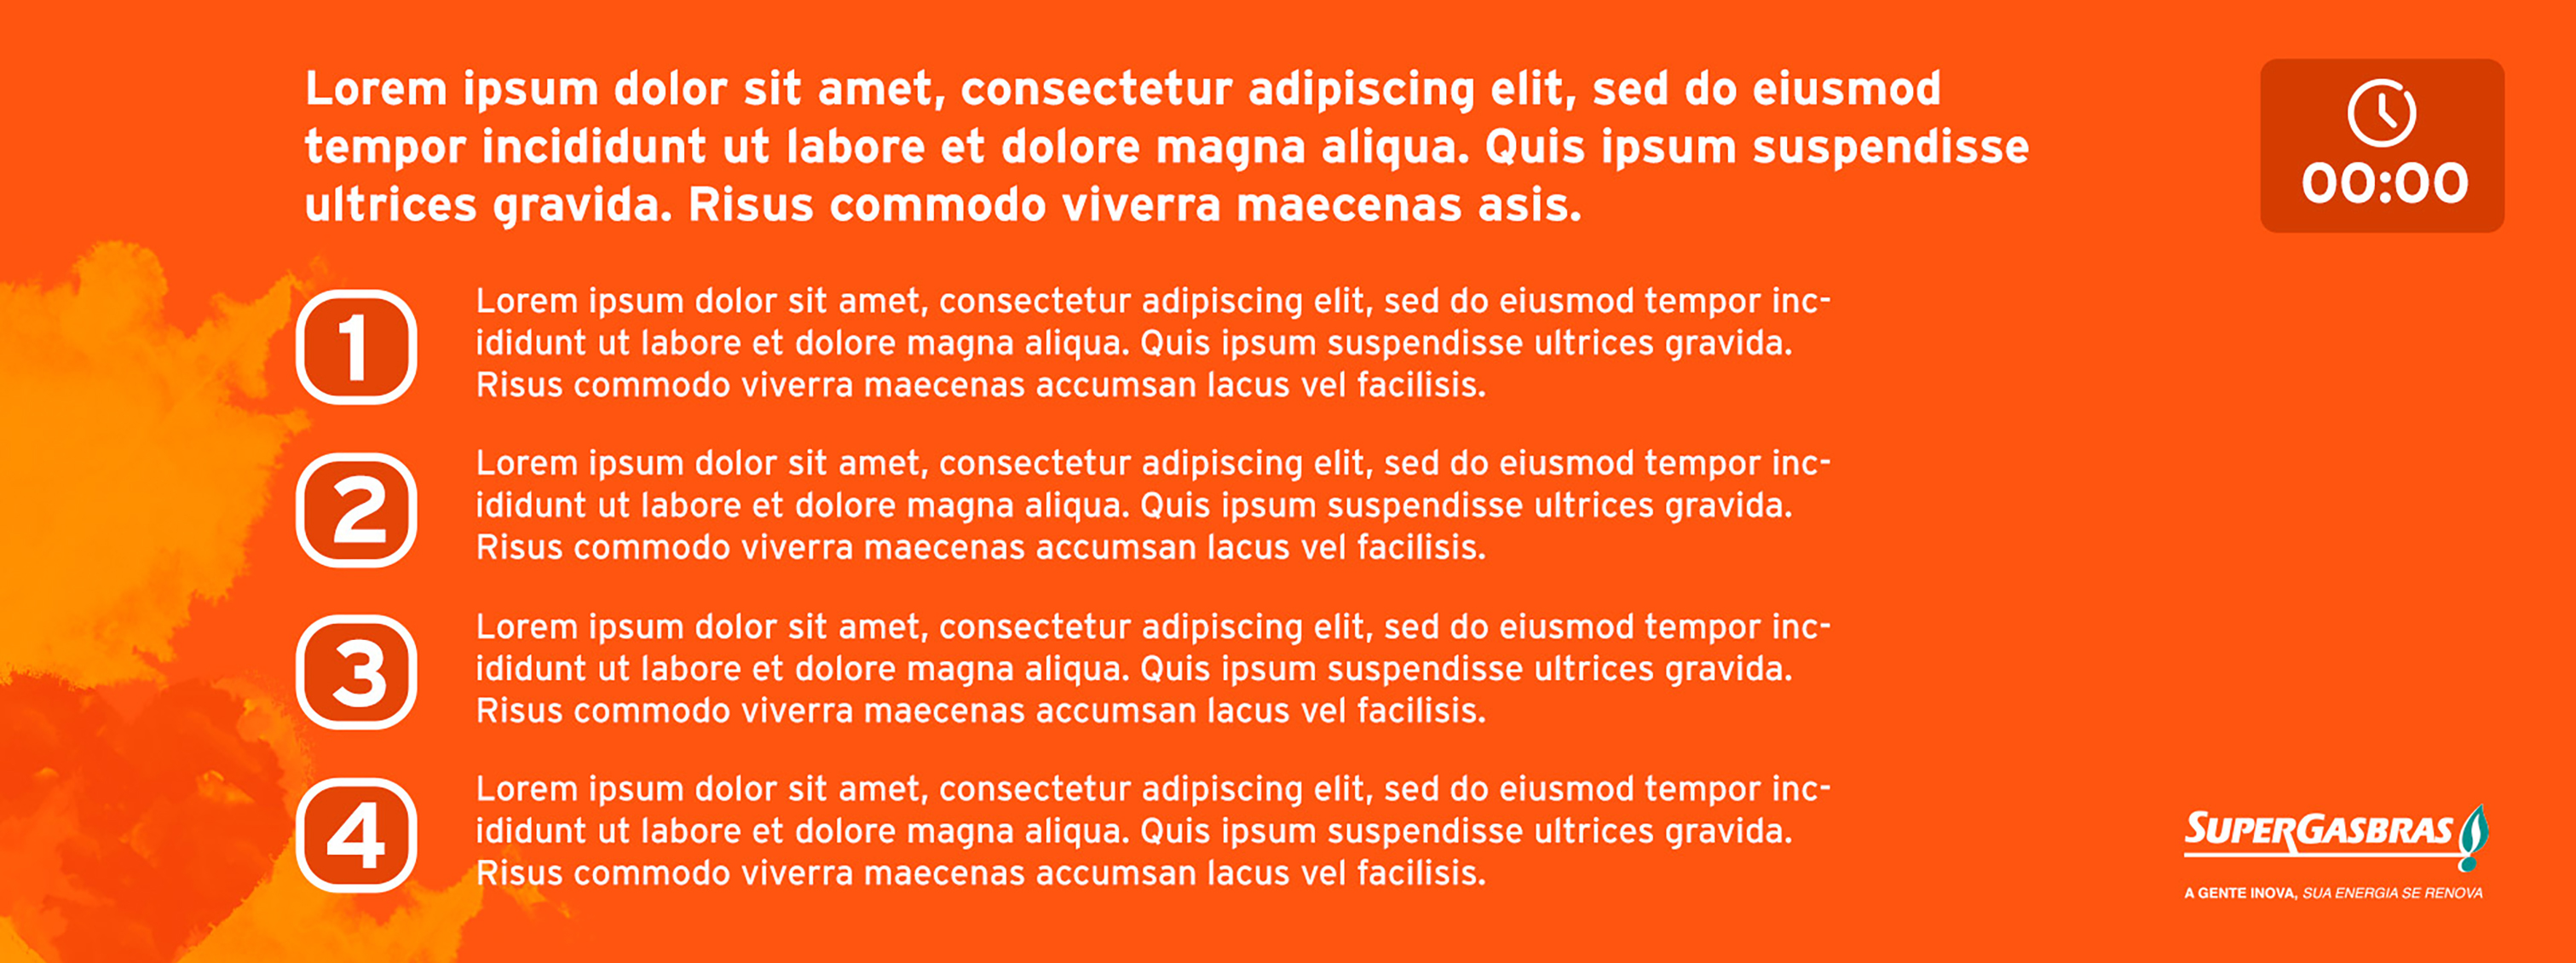 Lorem ipsum dolor sit amet, consectetur adipiscing elit, sed do eiusmod
tempor incididunt ut labore et dolore magna aliqua. Quis ipsum suspendisse
ultrices gravida. Risus commodo viverra maecenas asis.
00:00
1
Lorem ipsum dolor sit amet, consectetur adipiscing elit, sed do eiusmod tempor inc-
ididunt ut labore et dolore magna aliqua. Quis ipsum suspendisse ultrices gravida.
Risus commodo viverra maecenas accumsan lacus vel facilisis.
2
Lorem ipsum dolor sit amet, consectetur adipiscing elit, sed do eiusmod tempor inc-
ididunt ut labore et dolore magna aliqua. Quis ipsum suspendisse ultrices gravida.
Risus commodo viverra maecenas accumsan lacus vel facilisis.
3
Lorem ipsum dolor sit amet, consectetur adipiscing elit, sed do eiusmod tempor inc-
ididunt ut labore et dolore magna aliqua. Quis ipsum suspendisse ultrices gravida.
Risus commodo viverra maecenas accumsan lacus vel facilisis.
4
Lorem ipsum dolor sit amet, consectetur adipiscing elit, sed do eiusmod tempor inc-
ididunt ut labore et dolore magna aliqua. Quis ipsum suspendisse ultrices gravida.
Risus commodo viverra maecenas accumsan lacus vel facilisis.
SUPERGASBRAS
A GENTE INOVA, SUA ENERGIA SE RENOVA